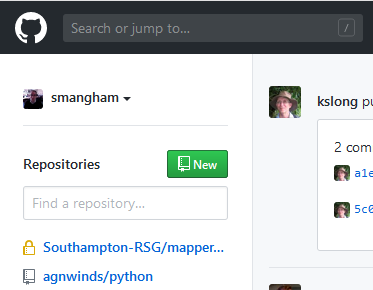 Search or jump to... /
smangham
kslong pu
Repositories
New
2 com
Find a repository...
a1e
5c0
Southampton-RSG/mapper...
agnwinds/python